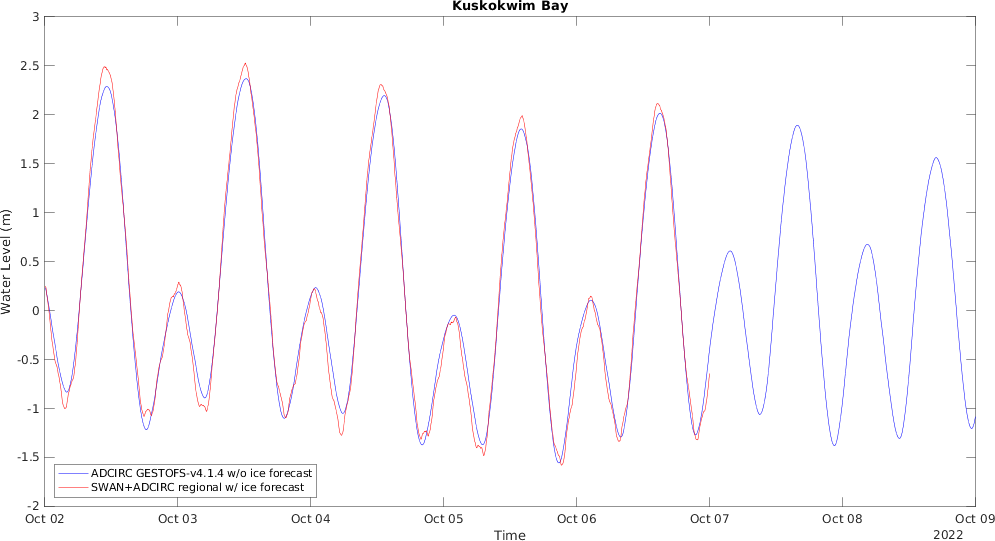 Kuskokwim Bay
3
2.5
2
1.5
1
0.5
0
-0.5
-1
-1.5
-2
Water Level (m)
ADCIRC GESTOFS-v4.1.4 w/o ice forecast
SWAN+ADCIRC regional w/ ice forecast
Oct 02 Oct 03 Oct 04 Oct 05 Oct 06 Oct 07 Oct 08 Oct 09
Time
2022